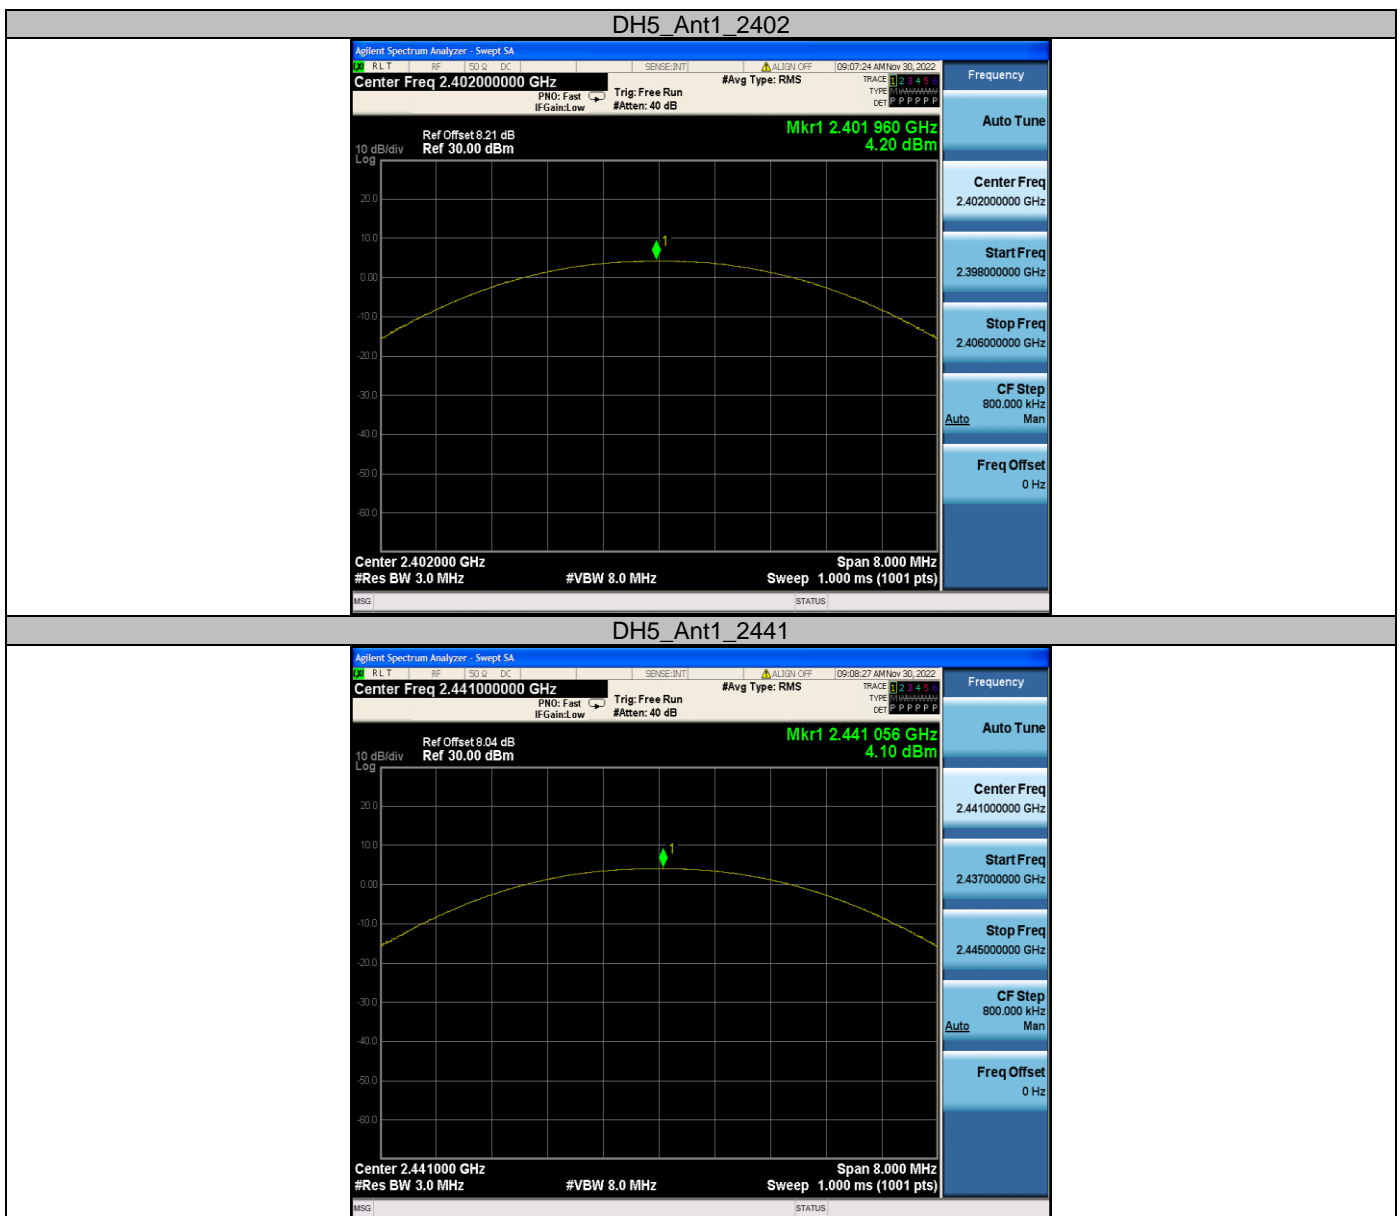 DH5_Ant1_2402
Agilent Spectrum Analyzer - Swept SA
RLT RF 50 Ω DC SENSE:INT ALIGN OFF 09:07:24 AM Nov 30, 2022
Center Freq 2.402000000 GHz
PNO: Fast
IFGain:Low
Trig: Free Run
#Atten: 40 dB
#Avg Type: RMS
TRACE 1 2 3 4 5 6
TYPE
DET P P P P P P
Mkr1 2.401 960 GHz
4.20 dBm
Ref Offset 8.21 dB
10 dB/div Ref 30.00 dBm
Log
20.0
10.0
0.00
-10.0
-20.0
-30.0
-40.0
-50.0
-60.0
1
Center 2.402000 GHz Span 8.000 MHz
#Res BW 3.0 MHz #VBW 8.0 MHz Sweep 1.000 ms (1001 pts)
MSG STATUS
Frequency
Auto Tune
Center Freq
2.402000000 GHz
Start Freq
2.398000000 GHz
Stop Freq
2.406000000 GHz
CF Step
800.000 kHz
Auto Man
Freq Offset
0 Hz
DH5_Ant1_2441
Agilent Spectrum Analyzer - Swept SA
RLT RF 50 Ω DC SENSE:INT ALIGN OFF 09:08:27 AM Nov 30, 2022
Center Freq 2.441000000 GHz
PNO: Fast
IFGain:Low
Trig: Free Run
#Atten: 40 dB
#Avg Type: RMS
TRACE 1 2 3 4 5 6
TYPE
DET P P P P P P
Mkr1 2.441 056 GHz
4.10 dBm
Ref Offset 8.04 dB
10 dB/div Ref 30.00 dBm
Log
20.0
10.0
0.00
-10.0
-20.0
-30.0
-40.0
-50.0
-60.0
1
Center 2.441000 GHz Span 8.000 MHz
#Res BW 3.0 MHz #VBW 8.0 MHz Sweep 1.000 ms (1001 pts)
MSG STATUS
Frequency
Auto Tune
Center Freq
2.441000000 GHz
Start Freq
2.437000000 GHz
Stop Freq
2.445000000 GHz
CF Step
800.000 kHz
Auto Man
Freq Offset
0 Hz